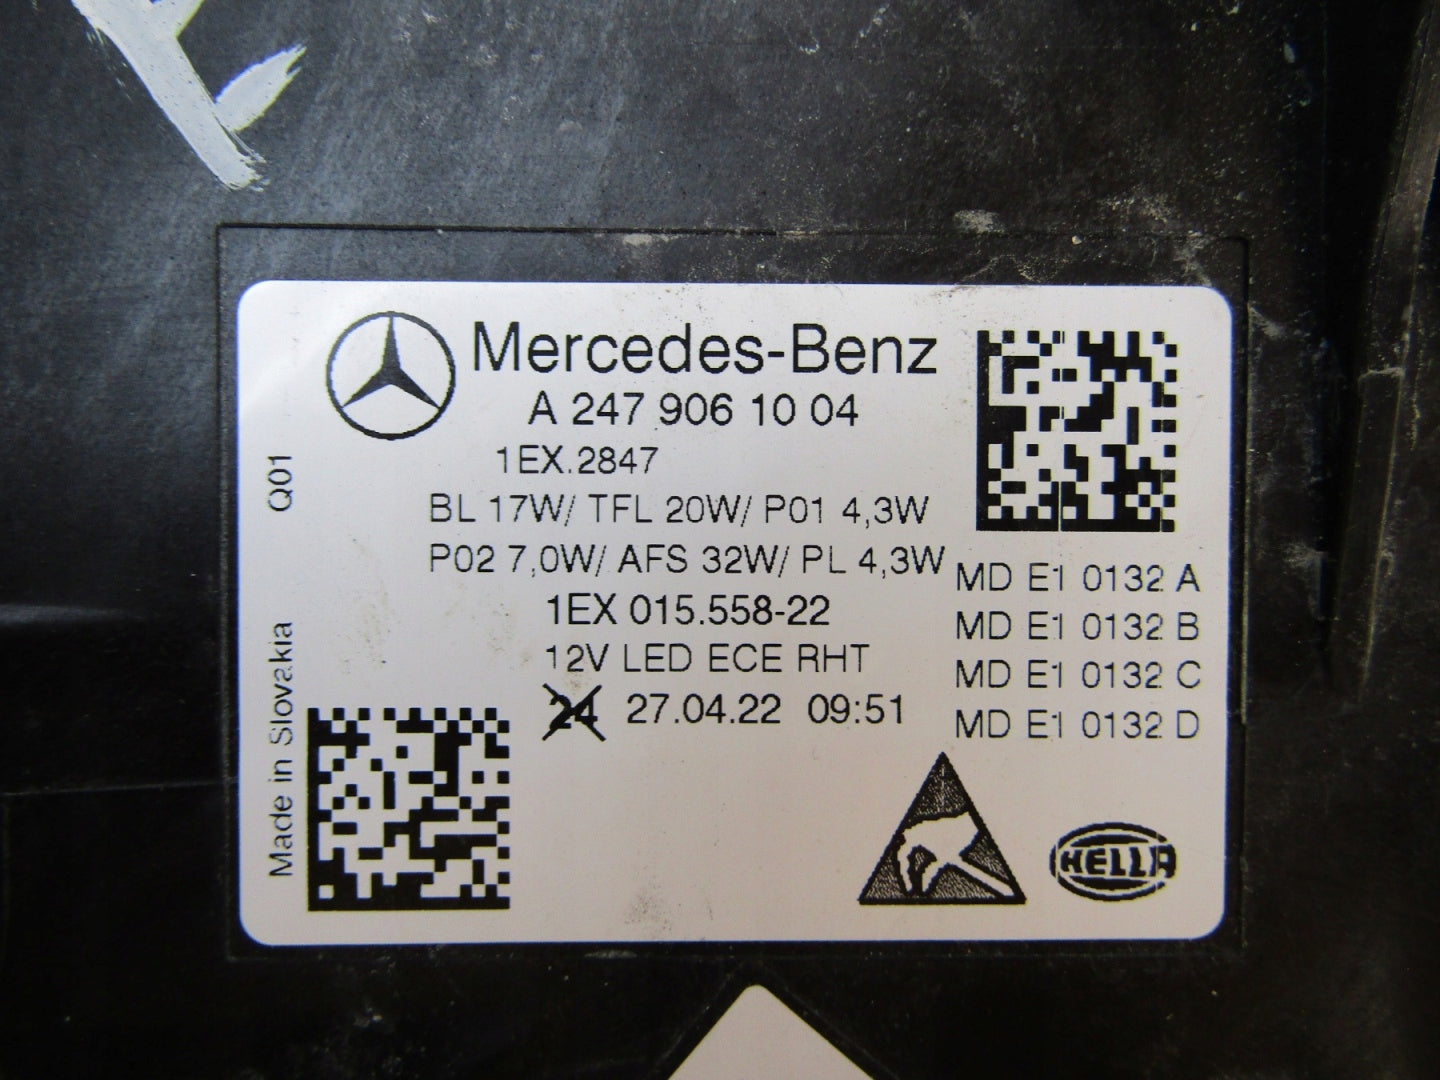 Mercedes-Benz
A 247 906 10 04
1EX.2847
BL 17W/ TFL 20W/ P01 4,3W
P02 7,0W/ AFS 32W/ PL 4,3W
1EX 015.558-22
12V LED ECE RHT
24 27.04.22 09:51
MD E1 0132 A
MD E1 0132 B
MD E1 0132 C
MD E1 0132 D
HELLA
Q01
Made in Slovakia